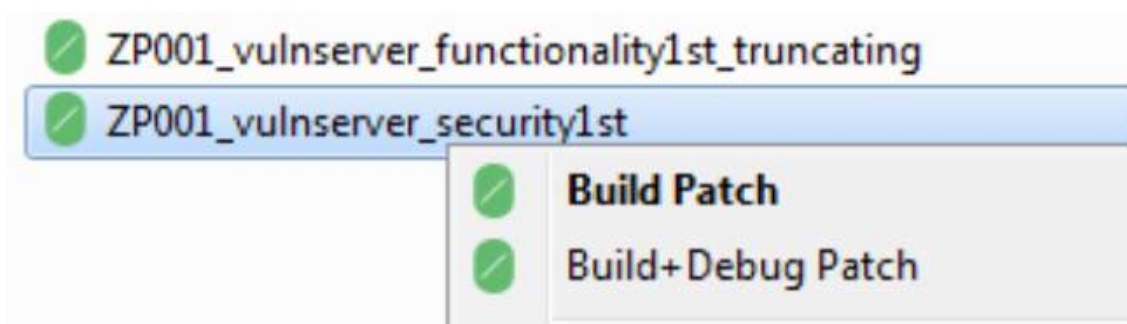 ZP001_vulnserver_functionality1st_truncating
ZP001_vulnserver_security1st
Build Patch
Build+Debug Patch